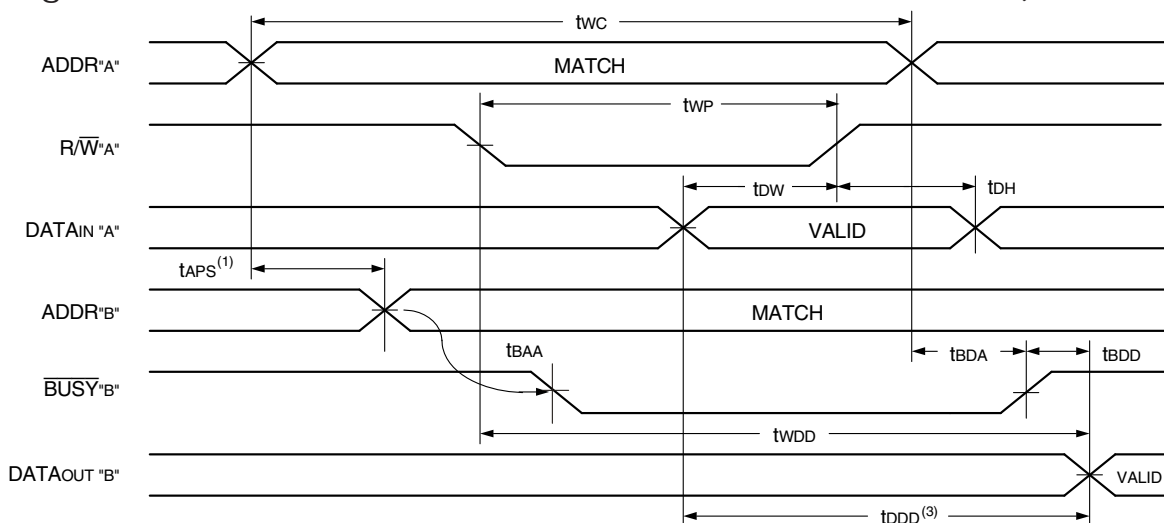 tWC
ADDR"A" MATCH
tWP
R/W"A"
tDW tDH
DATAIN "A" VALID
tAPS(1)
ADDR"B" MATCH
tBAA tBDA tBDD
BUSY"B"
tWDD
DATAOUT "B" VALID
tDDD(3)